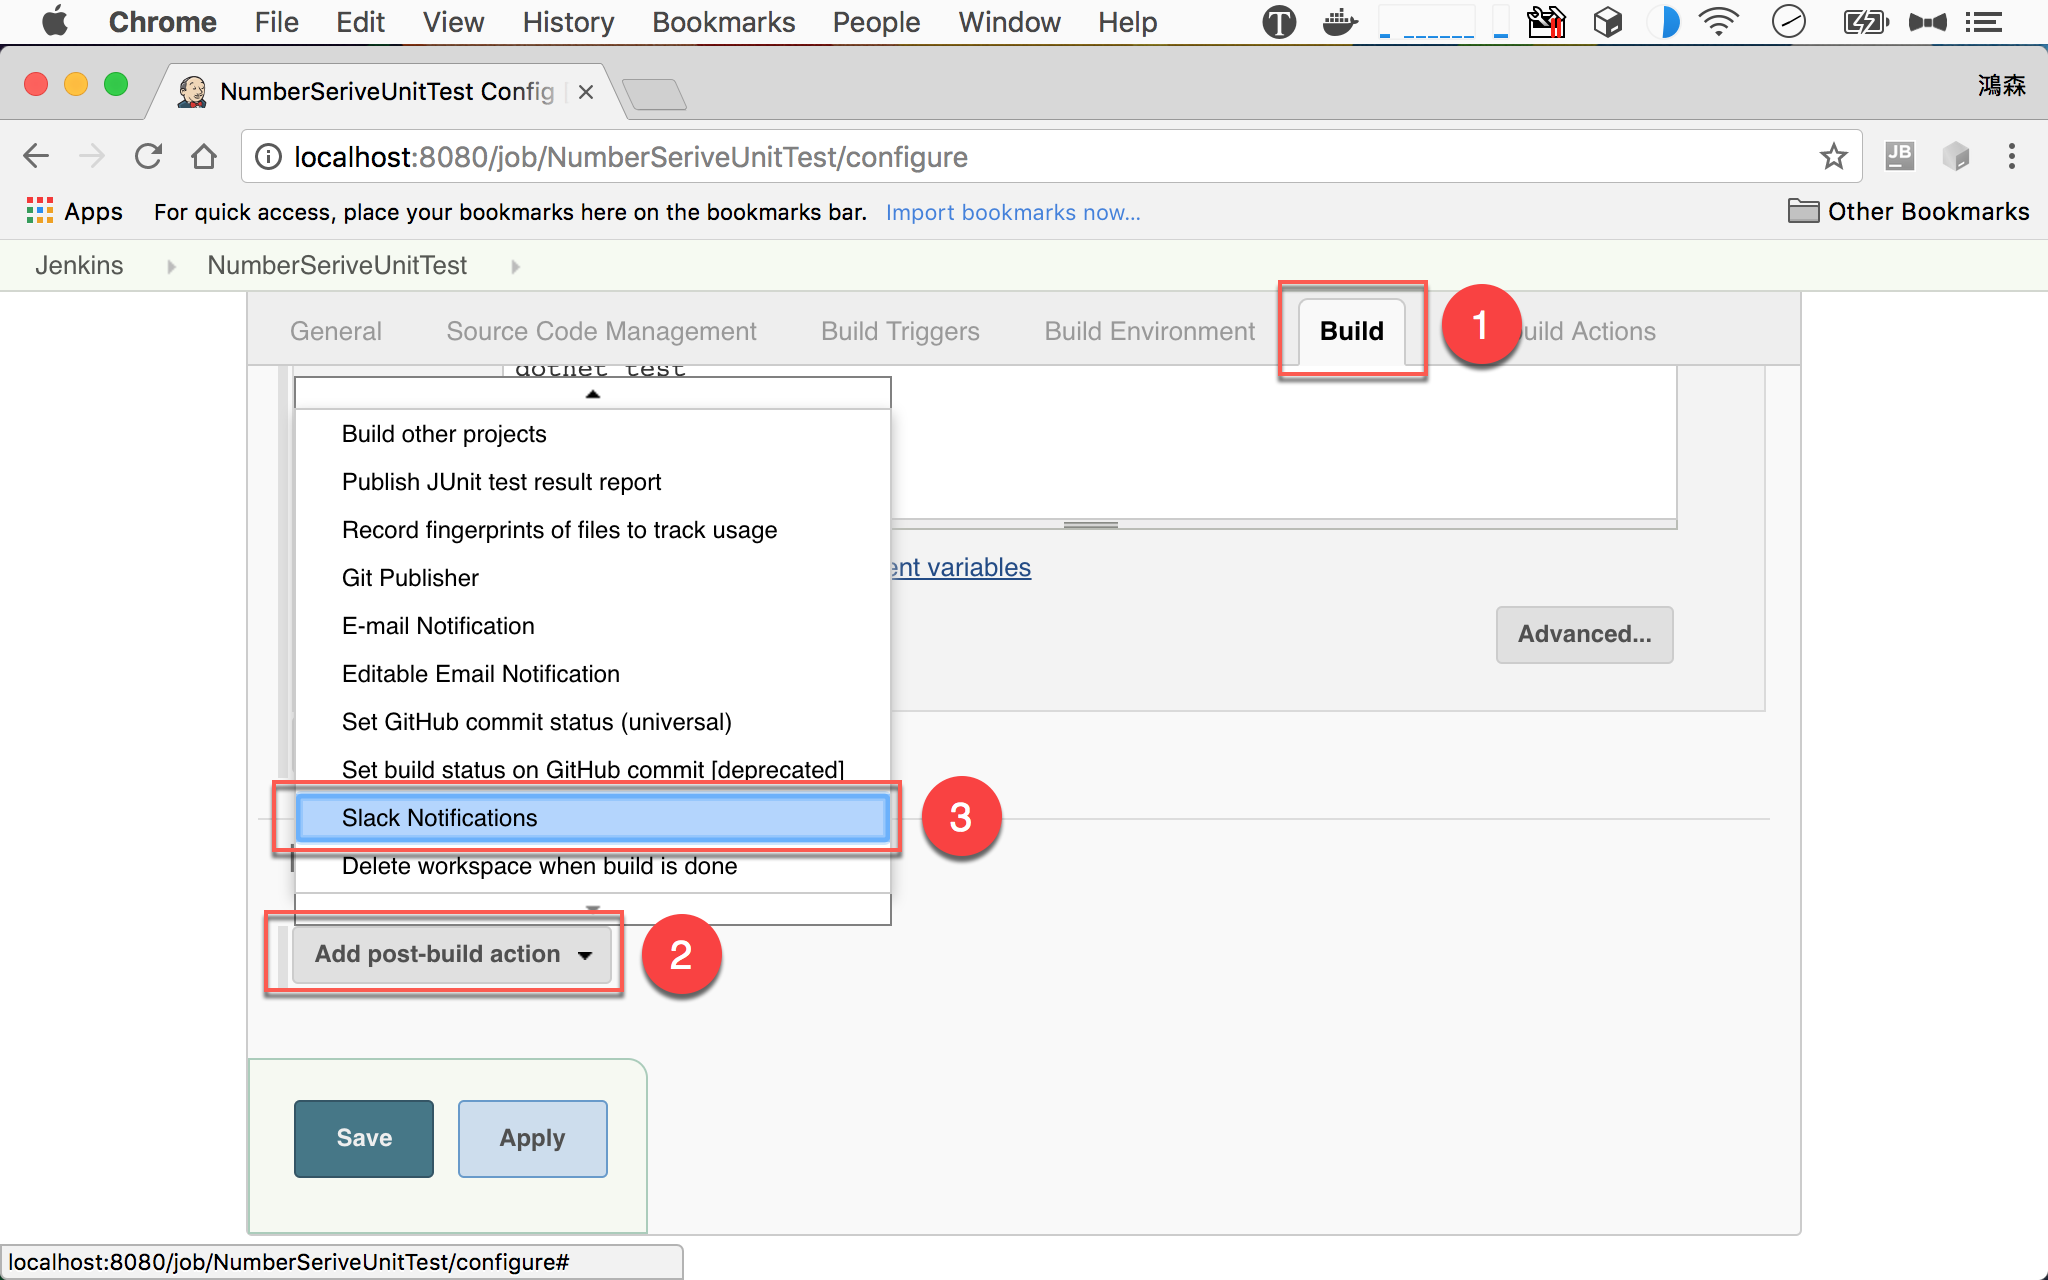 Chrome File Edit View History Bookmarks People Window Help
NumberSeriveUnitTest Config
鴻森
localhost:8080/job/NumberSeriveUnitTest/configure
JB
Apps For quick access, place your bookmarks here on the bookmarks bar. Import bookmarks now... Other Bookmarks
Jenkins NumberSeriveUnitTest
General Source Code Management Build Triggers Build Environment Build 1 uild Actions
dotnet test
Build other projects
Publish JUnit test result report
Record fingerprints of files to track usage
Git Publisher
ent variables
E-mail Notification
Advanced...
Editable Email Notification
Set GitHub commit status (universal)
Set build status on GitHub commit [deprecated]
Slack Notifications 3
Delete workspace when build is done
Add post-build action 2
Save Apply
localhost:8080/job/NumberSeriveUnitTest/configure#